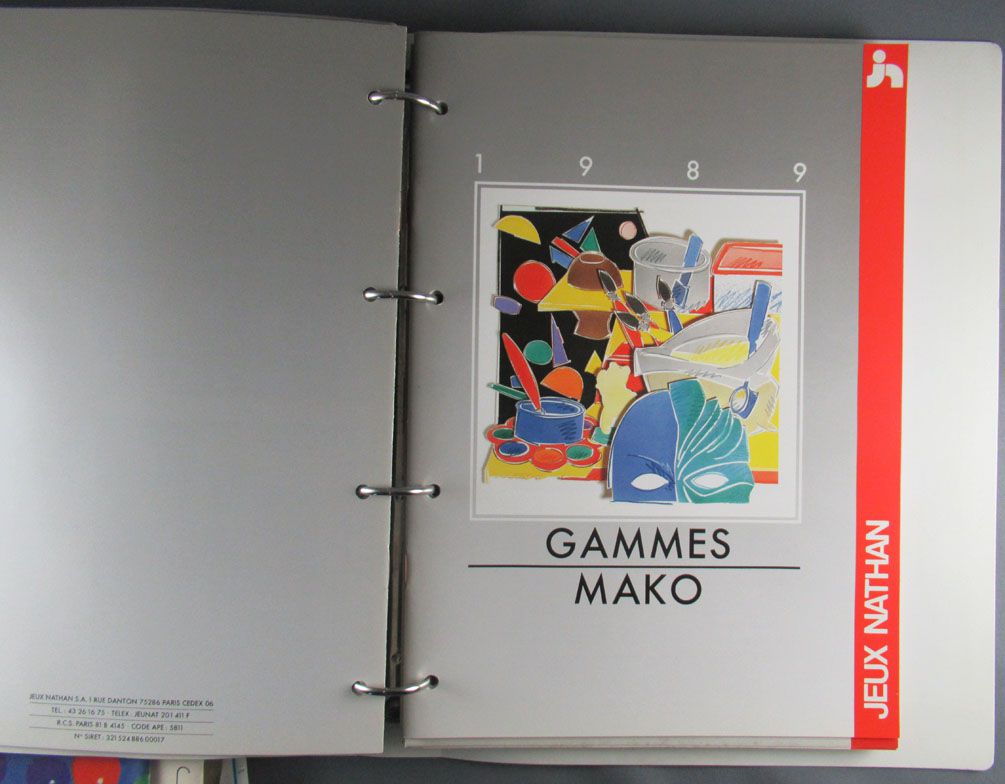 JEUX NATHAN S.A. 1 RUE DANTON 75286 PARIS CEDEX 06
TEL. : 43 26 16 75 - TELEX : JEUNAT 201 411 F
R.C.S. PARIS 81 B 4145 - CODE APE : 5811
N° SIRET : 321 524 886 00017
1 9 8 9
GAMMES
MAKO
jn
JEUX NATHAN